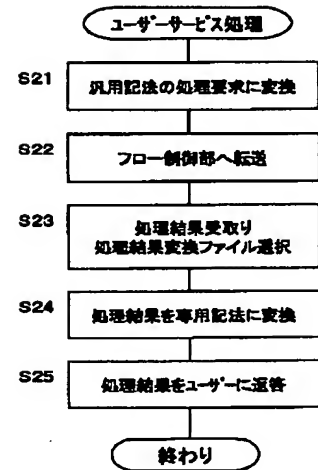 ユーザーサービス処理
S21
汎用記法の処理要求に変換
S22
フロー制御部へ転送
S23
処理結果受取り
処理結果変換ファイル選択
S24
処理結果を専用記法に変換
S25
処理結果をユーザーに返答
終わり